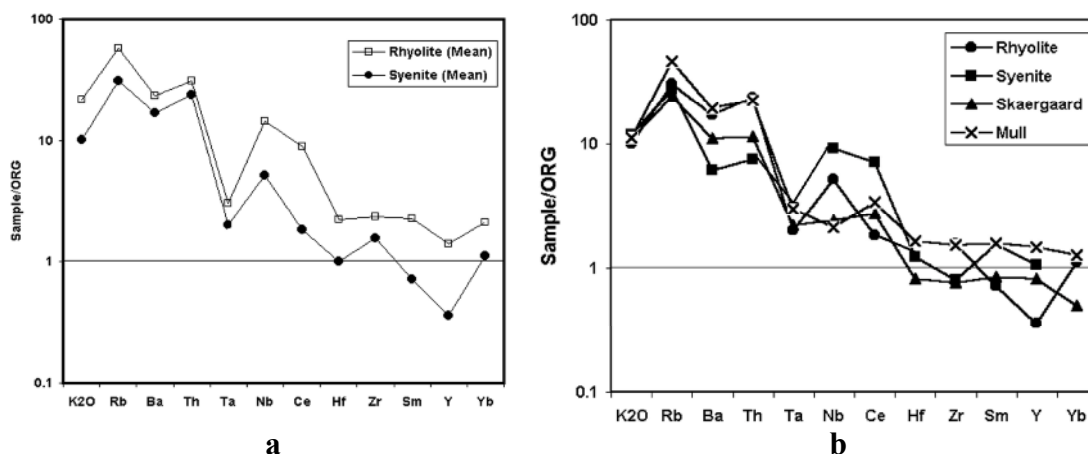 100
10
1
0.1
Sample/ORG
Rhyolite (Mean)
Syenite (Mean)
K2O Rb Ba Th Ta Nb Ce Hf Zr Sm Y Yb
a
100
10
1
0.1
Sample/ORG
Rhyolite
Syenite
Skaergaard
Mull
K2O Rb Ba Th Ta Nb Ce Hf Zr Sm Y Yb
b